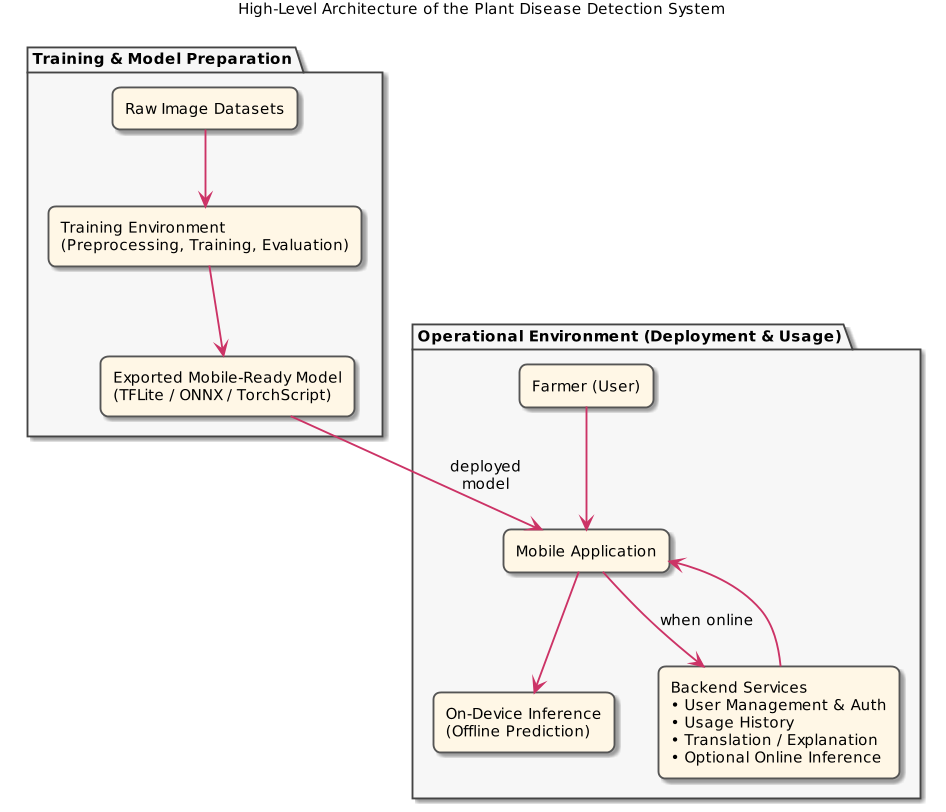 High-Level Architecture of the Plant Disease Detection System
Training & Model Preparation
Raw Image Datasets
Training Environment
(Preprocessing, Training, Evaluation)
Exported Mobile-Ready Model
(TFLite / ONNX / TorchScript)
Operational Environment (Deployment & Usage)
Farmer (User)
deployed
model
Mobile Application
when online
On-Device Inference
(Offline Prediction)
Backend Services
• User Management & Auth
• Usage History
• Translation / Explanation
• Optional Online Inference